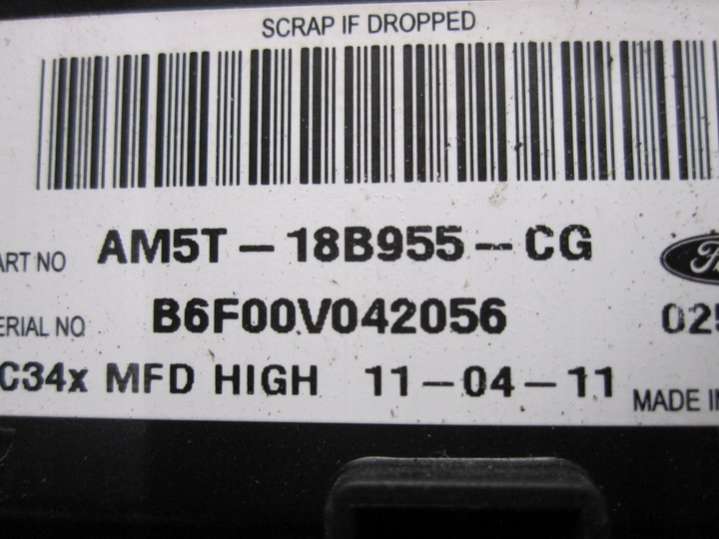 SCRAP IF DROPPED
ART NO AM5T-18B955-CG
ERIAL NO B6F00V042056 025
C34x MFD HIGH 11-04-11 MADE IN